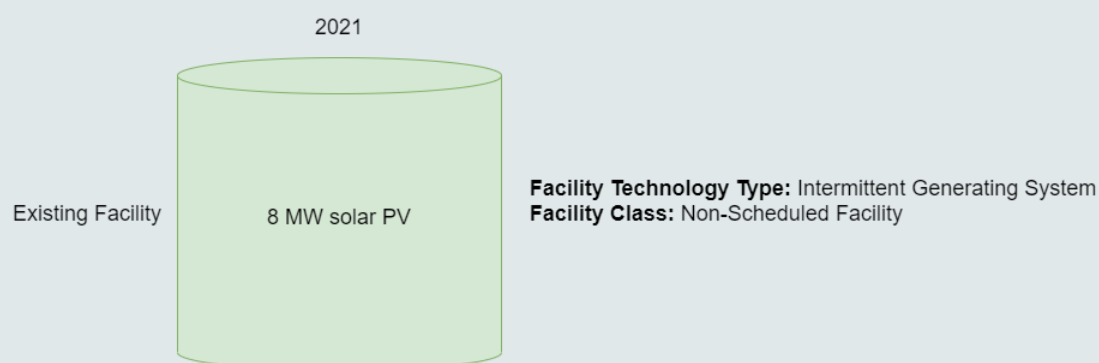 2021
Existing Facility
8 MW solar PV
Facility Technology Type: Intermittent Generating System
Facility Class: Non-Scheduled Facility